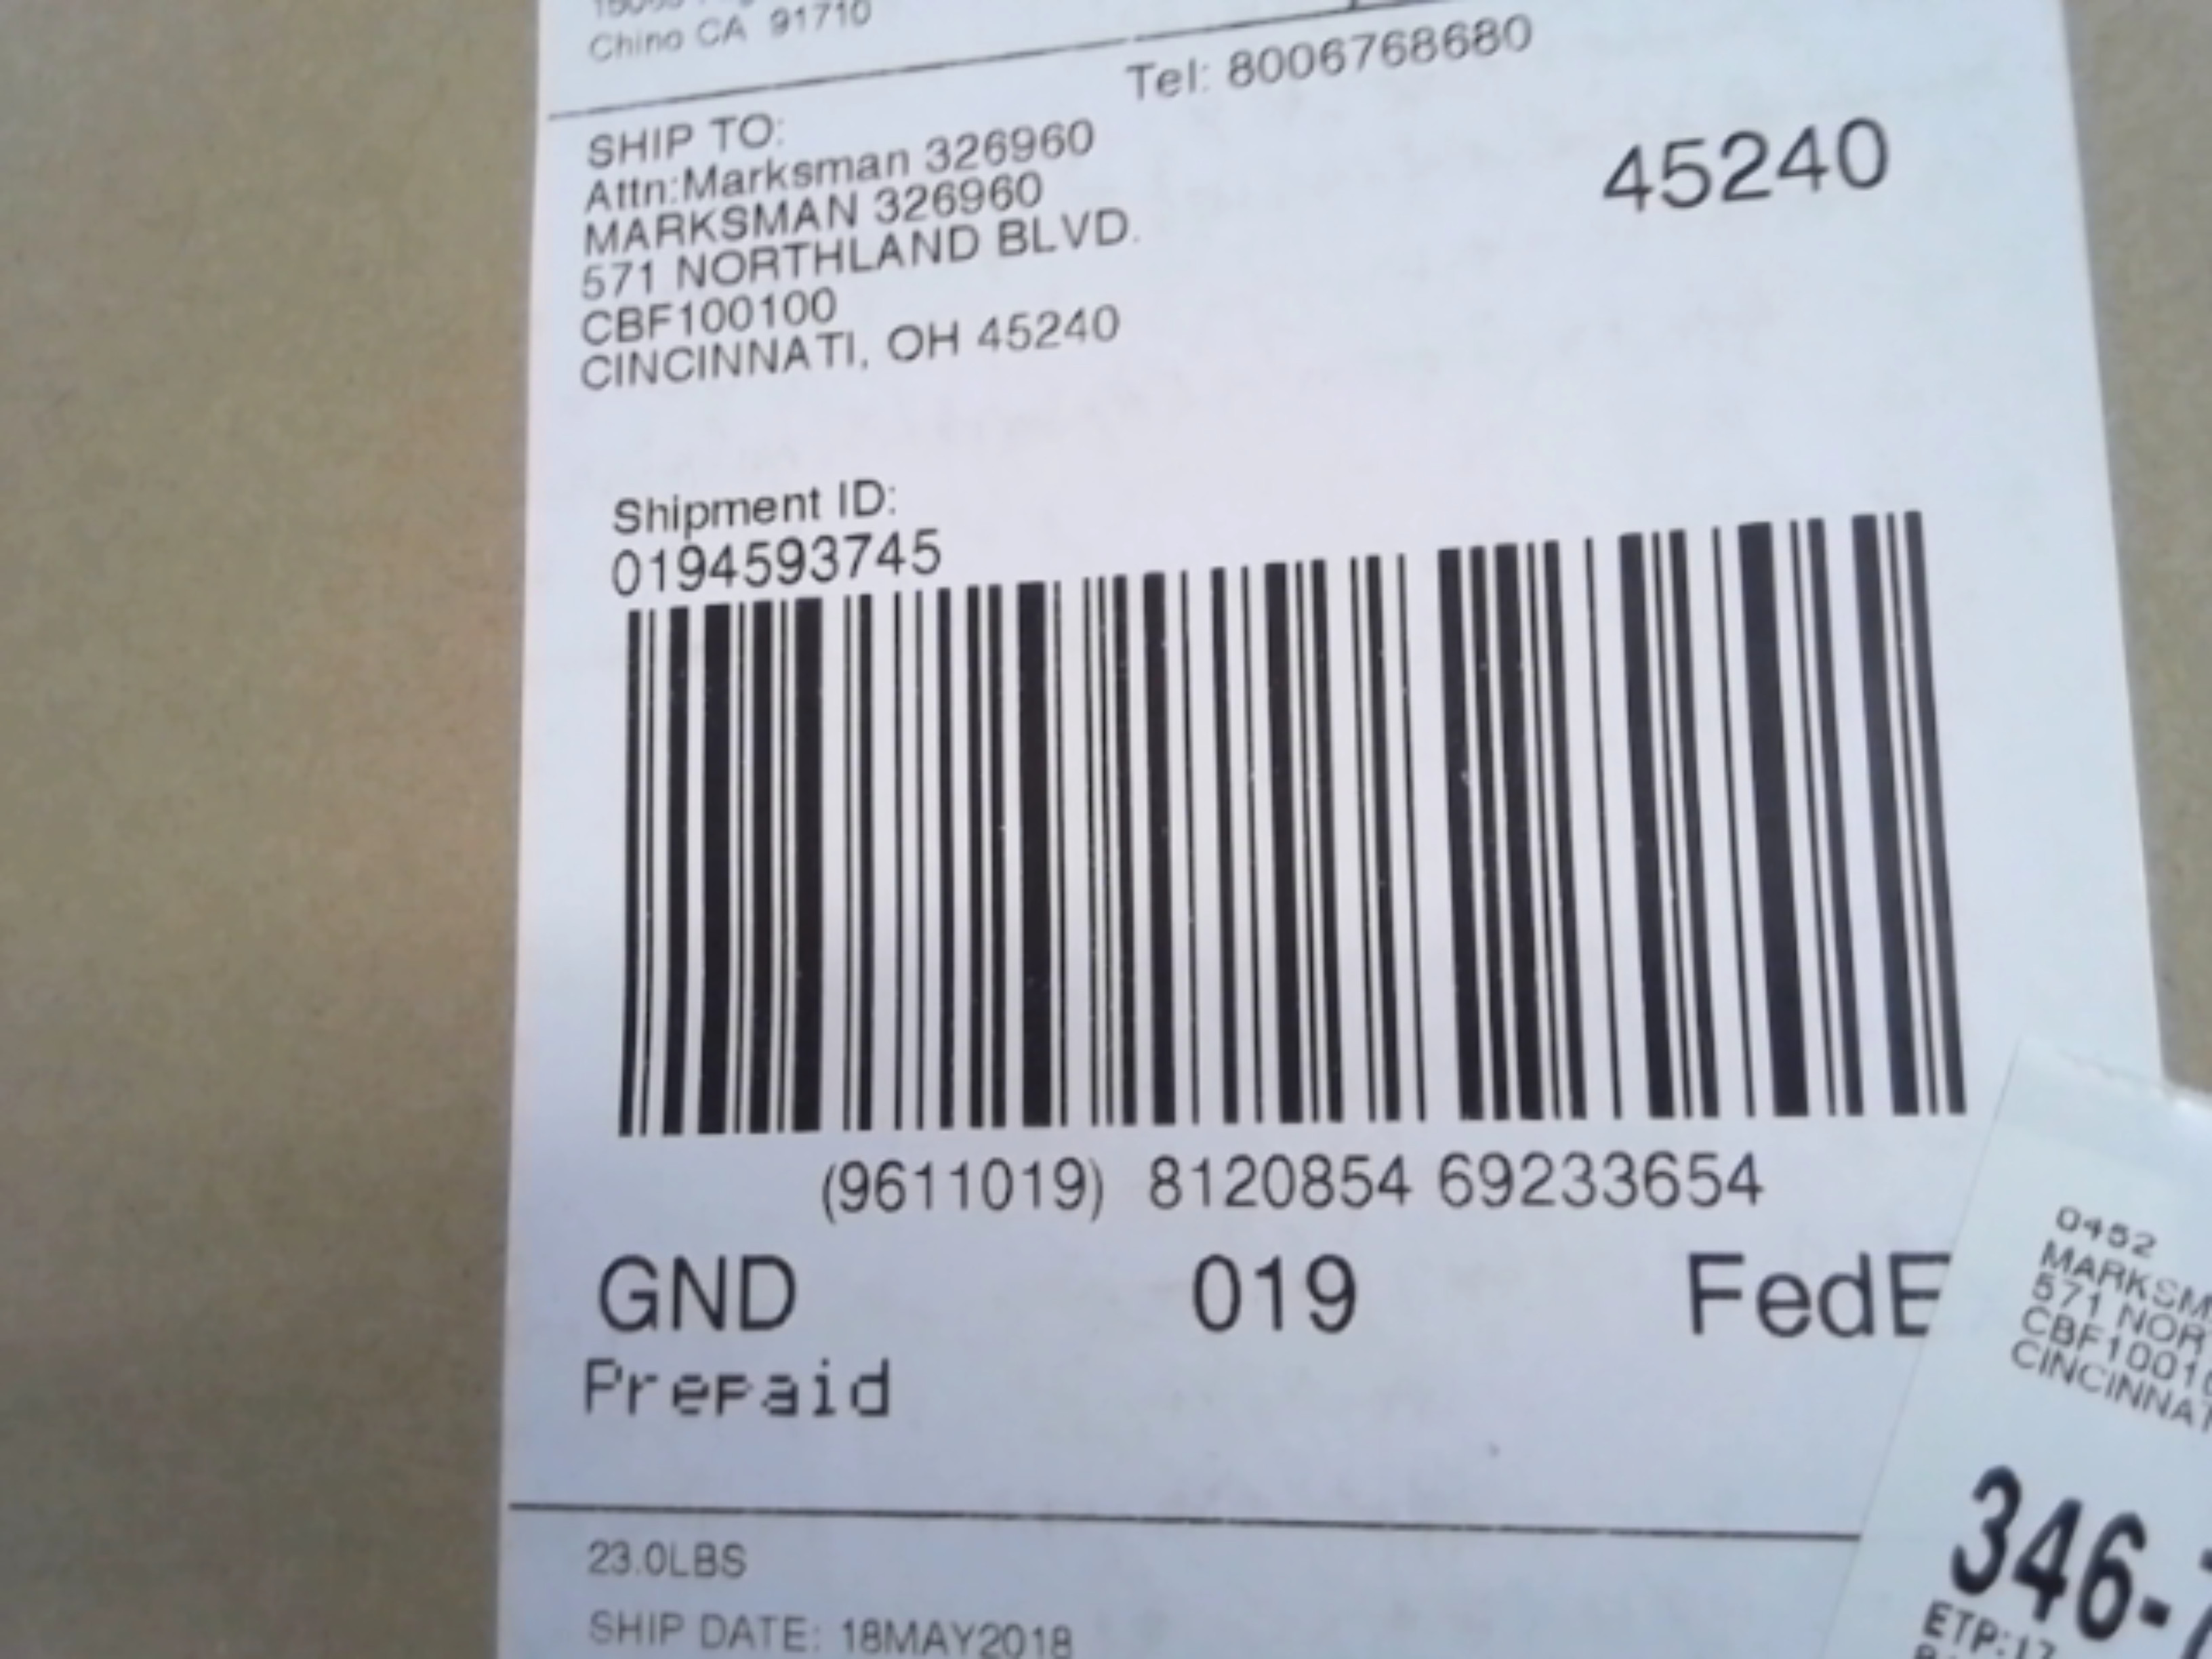 Chino CA 91710
Tel: 8006768680
SHIP TO:
Attn:Marksman 326960
MARKSMAN 326960
571 NORTHLAND BLVD.
CBF100100
CINCINNATI, OH 45240
45240
Shipment ID:
0194593745
(9611019) 8120854 69233654
GND 019 FedE
Prepaid
23.0LBS
SHIP DATE: 18MAY2018
0452
MARKSM
571 NOR
CBF1001
CINCINNAT
346-
ETP:17